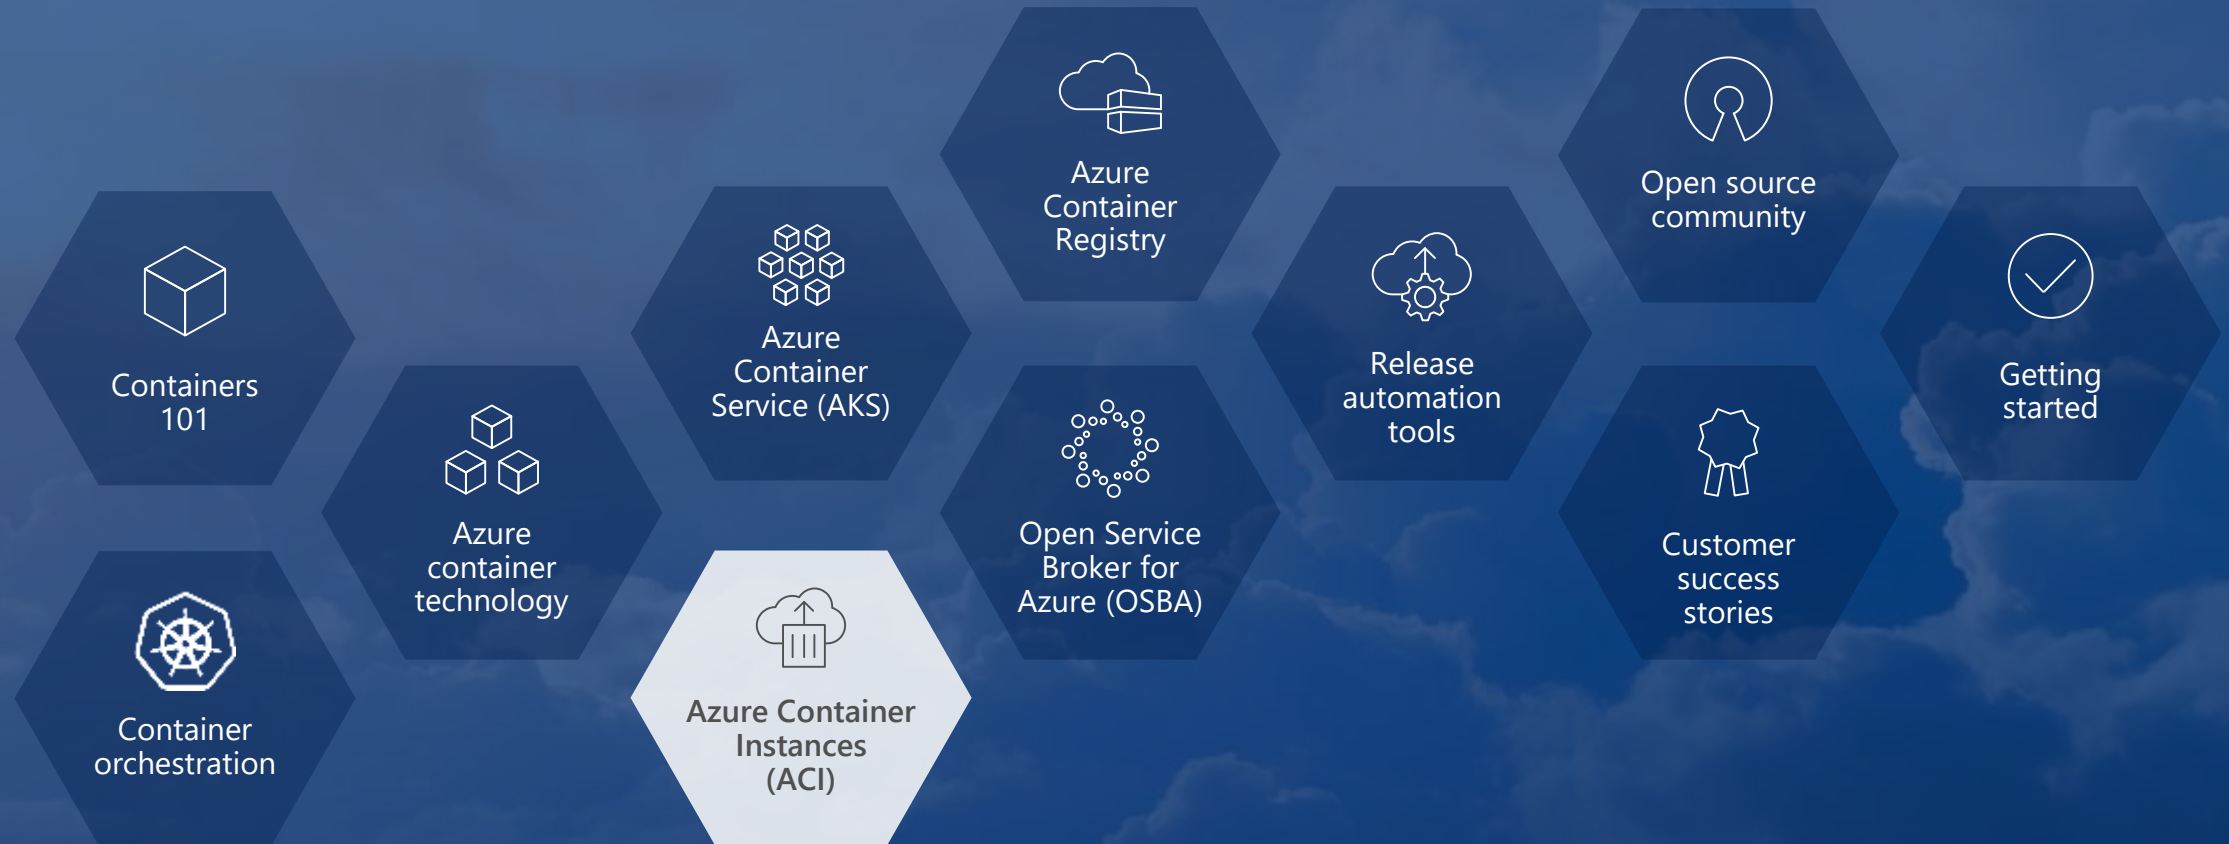 Containers
101
Container
orchestration
Azure
container
technology
Azure
Container
Service (AKS)
Azure Container
Instances
(ACI)
Azure
Container
Registry
Open Service
Broker for
Azure (OSBA)
Release
automation
tools
Open source
community
Customer
success
stories
Getting
started